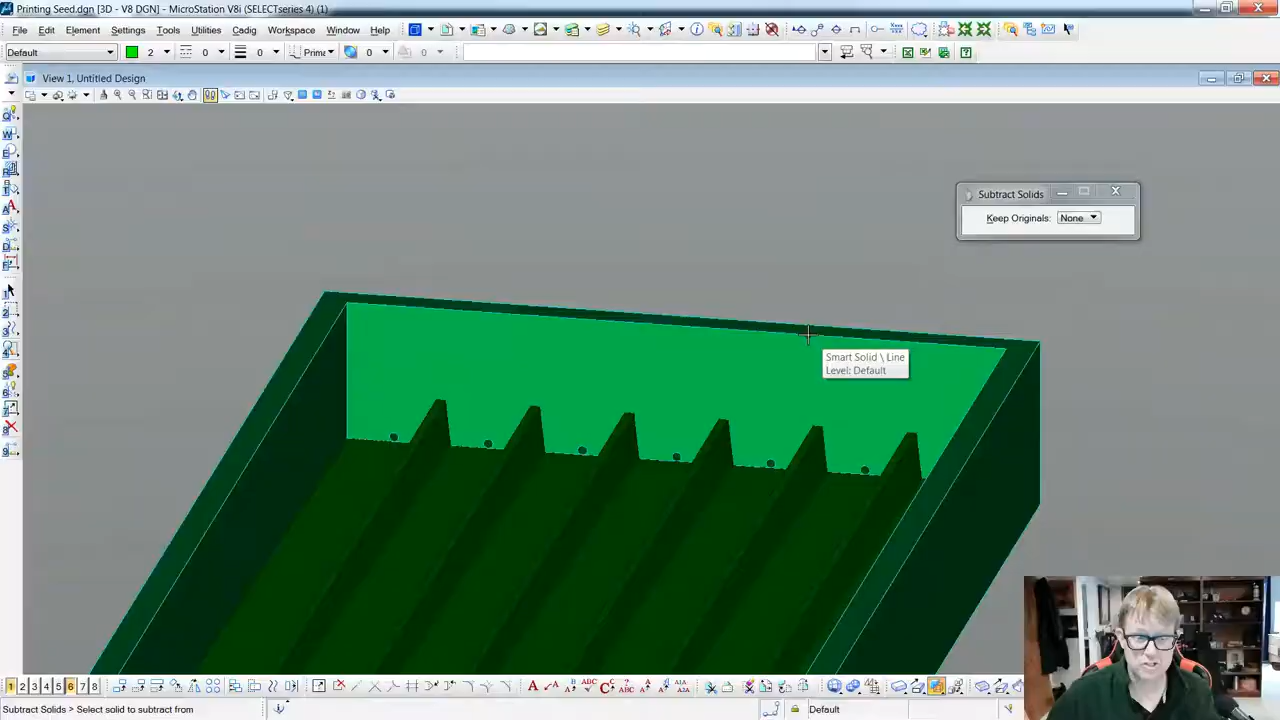 Printing Seed.dgn [3D - V8 DGN] - MicroStation V8i (SELECTseries 4) (1)
File Edit Element Settings Tools Utilities Cadig Workspace Window Help
Default 2 0 0 Prima 0 0
View 1, Untitled Design
Subtract Solids
Keep Originals: None
Smart Solid \ Line
Level: Default
1 2 3 4 5 6 7 8
Subtract Solids > Select solid to subtract from
Default